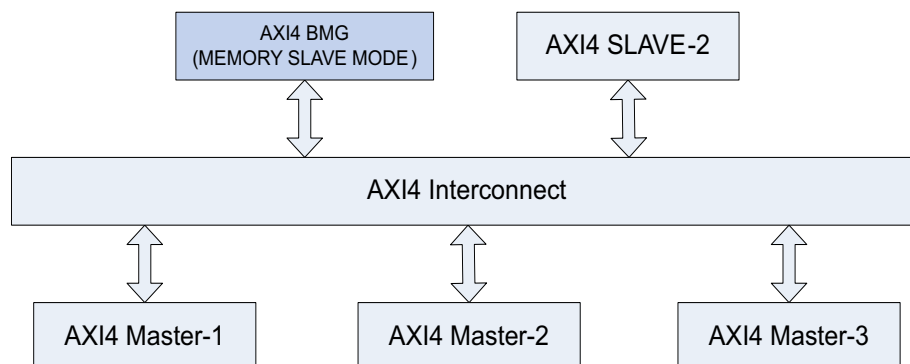 AXI4 BMG
(MEMORY SLAVE MODE)
AXI4 SLAVE-2
AXI4 Interconnect
AXI4 Master-1
AXI4 Master-2
AXI4 Master-3